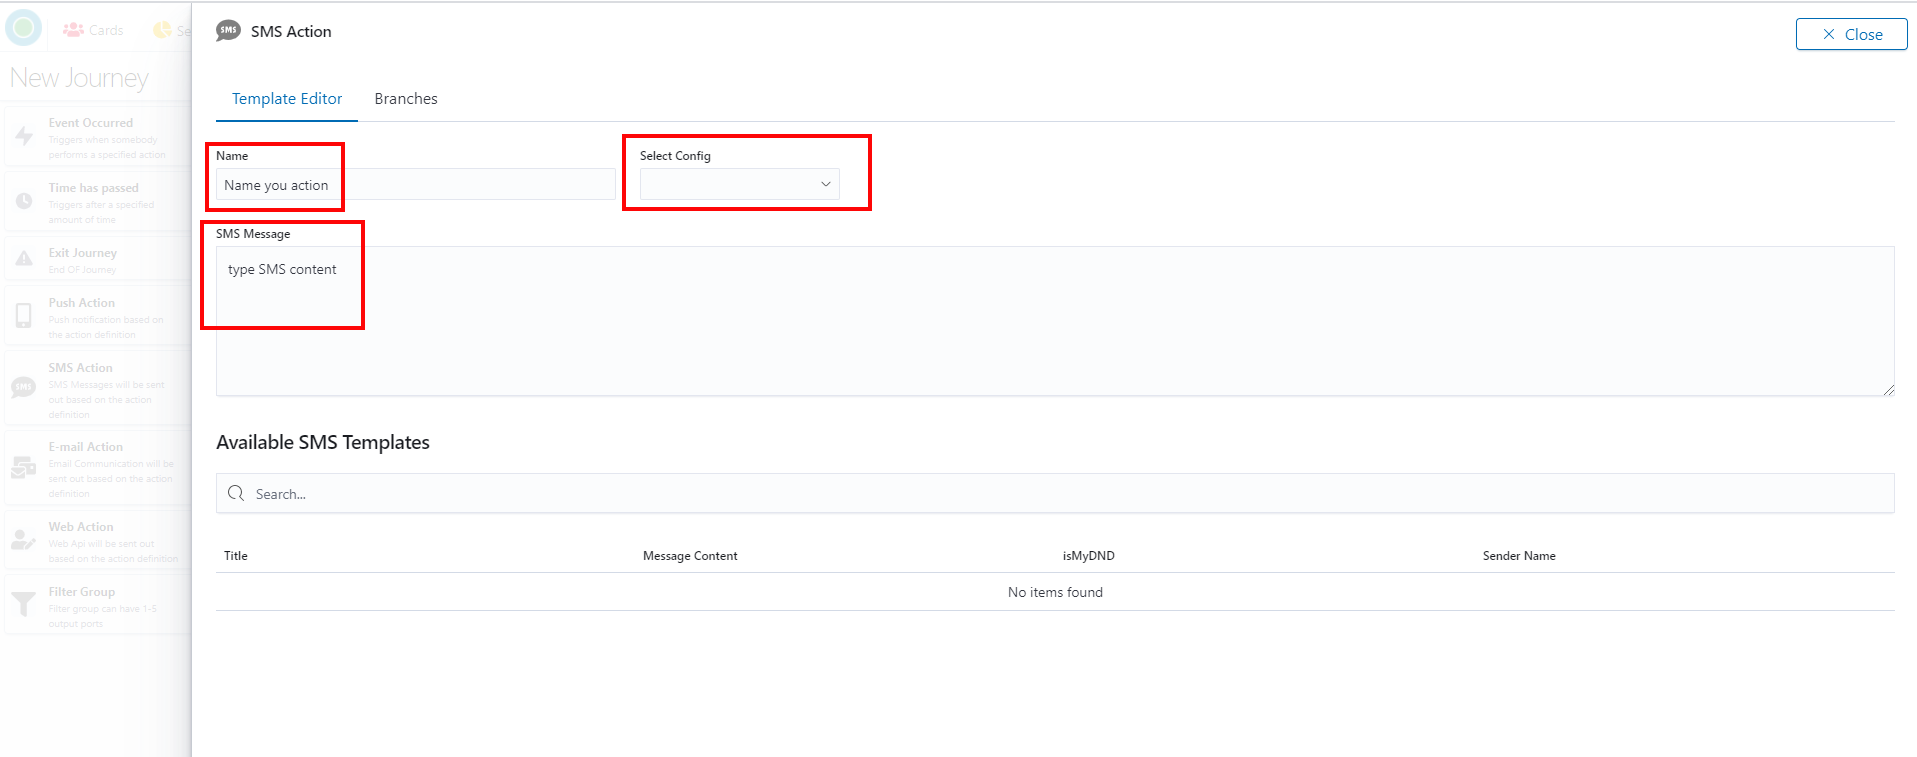 Cards
Se
New Journey
Event Occurred
Triggers when somebody
performs a specified action
Time has passed
Triggers after a specified
amount of time
Exit Journey
End OF Journey
Push Action
Push notification based on
the action definition
SMS
SMS Action
SMS Messages will be sent
out based on the action
definition
E-mail Action
Email Communication will be
sent out based on the action
definition
Web Action
Web Api will be sent out
based on the action definition
Filter Group
Filter group can have 1-5
output ports
SMS
SMS Action
Close
Template Editor
Branches
Name
Name you action
Select Config
SMS Message
type SMS content
Available SMS Templates
Search...
Title
Message Content
isMyDND
Sender Name
No items found